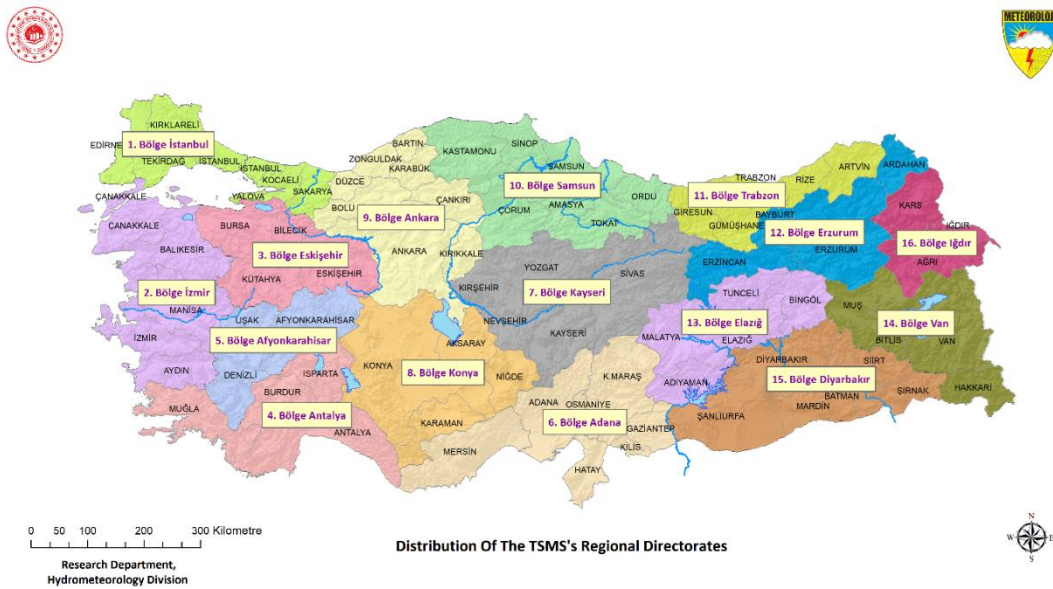 METEOROLOJİ
KIRKLARELİ
EDİRNE
1. Bölge İstanbul
TEKİRDAĞ
İSTANBUL
İSTANBUL
KOCAELİ
YALOVA
SAKARYA
DÜZCE
ZONGULDAK
BARTIN
KARABÜK
BOLU
ÇANKIRI
9. Bölge Ankara
ANKARA
KIRIKKALE
KASTAMONU
SİNOP
SAMSUN
10. Bölge Samsun
ÇORUM
AMASYA
TOKAT
ORDU
TRABZON
RİZE
ARTVİN
11. Bölge Trabzon
GİRESUN
GÜMÜŞHANE
BAYBURT
ARDAHAN
12. Bölge Erzurum
ERZİNCAN
ERZURUM
KARS
IĞDIR
16. Bölge Iğdır
AĞRI
ÇANAKKALE
ÇANAKKALE
BALIKESİR
2. Bölge İzmir
MANİSA
İZMİR
AYDIN
BURSA
BİLECİK
3. Bölge Eskişehir
ESKİŞEHİR
KÜTAHYA
UŞAK
AFYONKARAHİSAR
5. Bölge Afyonkarahisar
DENİZLİ
ISPARTA
BURDUR
4. Bölge Antalya
MUĞLA
ANTALYA
KONYA
AKSARAY
8. Bölge Konya
NİĞDE
KARAMAN
YOZGAT
SİVAS
7. Bölge Kayseri
KIRŞEHİR
NEVŞEHİR
KAYSERİ
K.MARAŞ
ADANA
OSMANİYE
6. Bölge Adana
GAZİANTEP
KİLİS
MERSİN
HATAY
TUNCELİ
BİNGÖL
13. Bölge Elazığ
MALATYA
ELAZIĞ
ADIYAMAN
MUŞ
14. Bölge Van
BİTLİS
VAN
HAKKARİ
DİYARBAKIR
SİİRT
15. Bölge Diyarbakır
BATMAN
ŞIRNAK
MARDİN
ŞANLIURFA
0 50 100 200 300 Kilometre
Research Department,
Hydrometeorology Division
Distribution Of The TSMS's Regional Directorates
N
W E
S